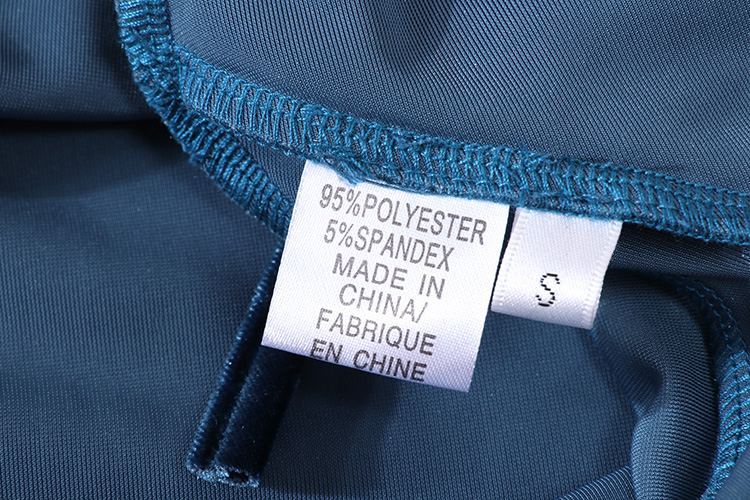 95%POLYESTER
5%SPANDEX
MADE IN
CHINA/
FABRIQUE
EN CHINE
S